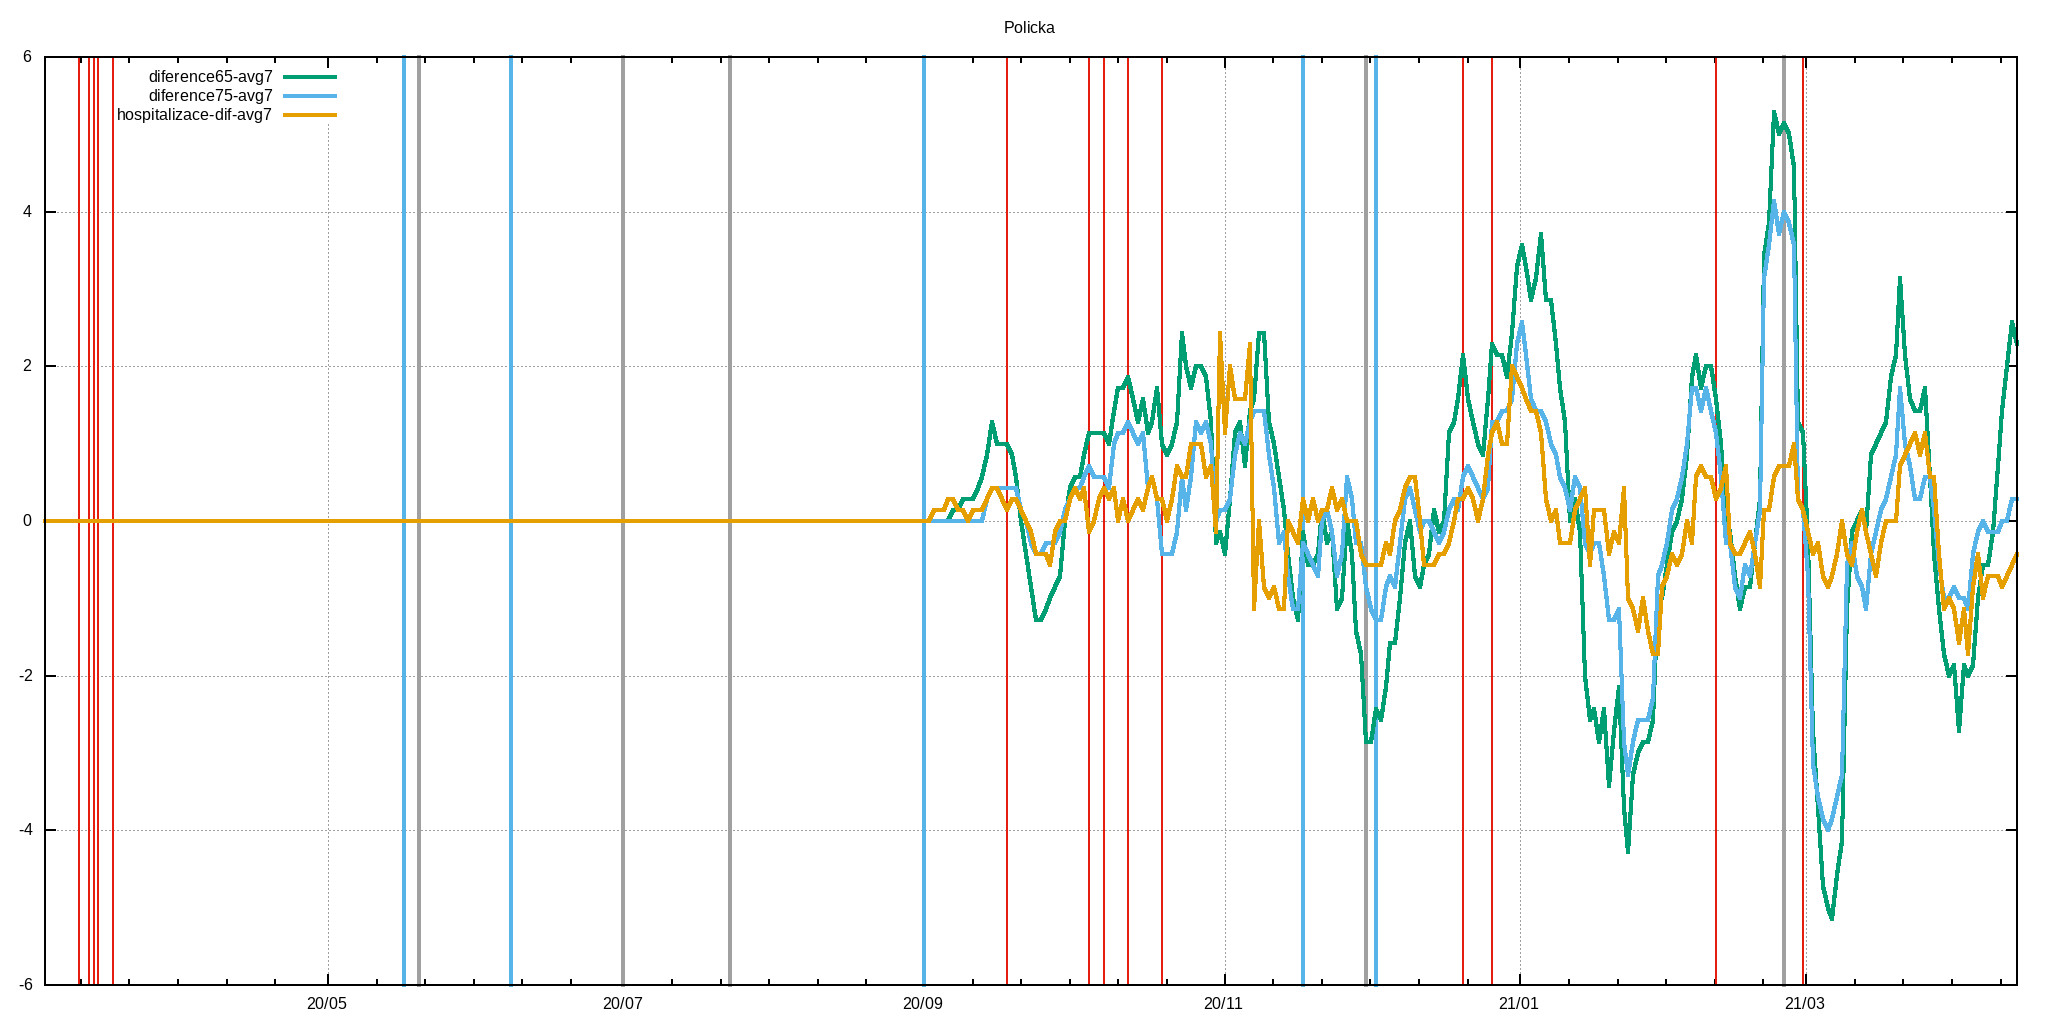 Policka
6
diference65-avg7
diference75-avg7
hospitalizace-dif-avg7
4
2
0
-2
-4
-6
20/05 20/07 20/09 20/11 21/01 21/03